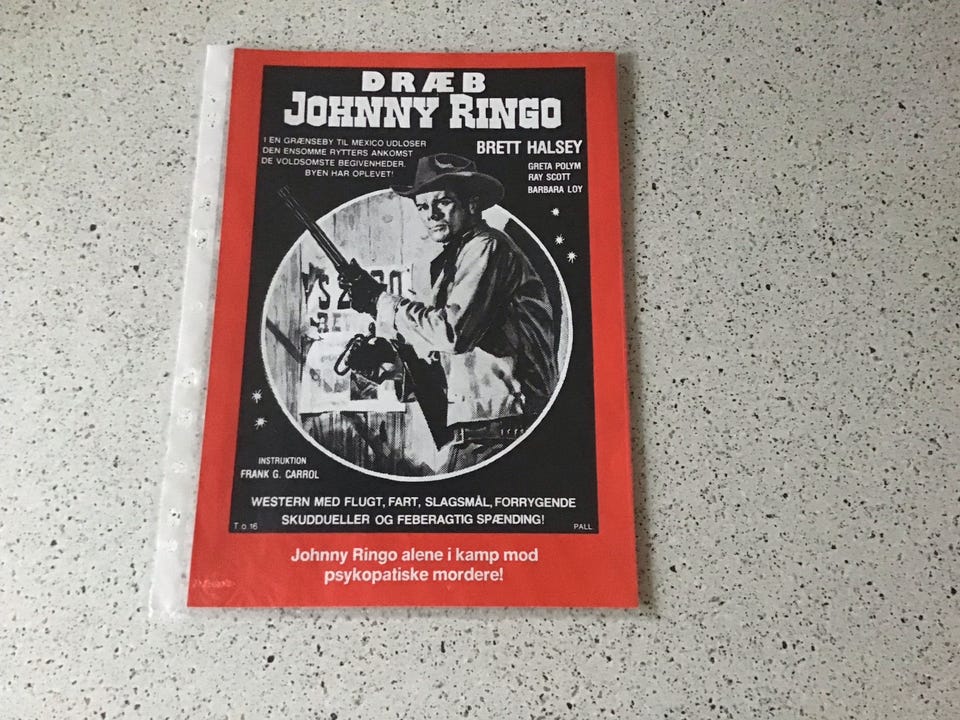 DRÆB
JOHNNY RINGO
I EN GRÆNSEBY TIL MEXICO UDLØSER
DEN ENSOMME RYTTERS ANKOMST
DE VOLDSOMSTE BEGIVENHEDER.
BYEN HAR OPLEVET!
BRETT HALSEY
GRETA POLYM
RAY SCOTT
BARBARA LOY
INSTRUKTION
FRANK G. CARROL
WESTERN MED FLUGT, FART, SLAGSMÅL, FORRYGENDE
SKUDDUELLER OG FEBERAGTIG SPÆNDING!
T.o.16
PALL
Johnny Ringo alene i kamp mod
psykopatiske mordere!